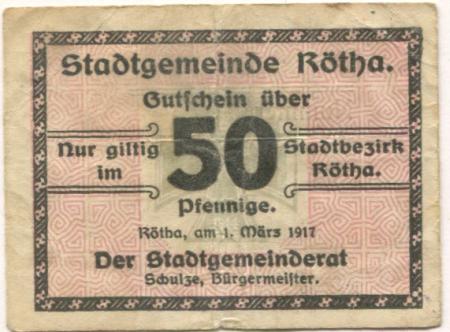 Stadtgemeinde Rötha.
Gutschein über
50
Nur giltig im
Stadtbezirk Rötha.
Pfennige.
Rötha, am 1. März 1917
Der Stadtgemeinderat
Schulze, Bürgermeister.